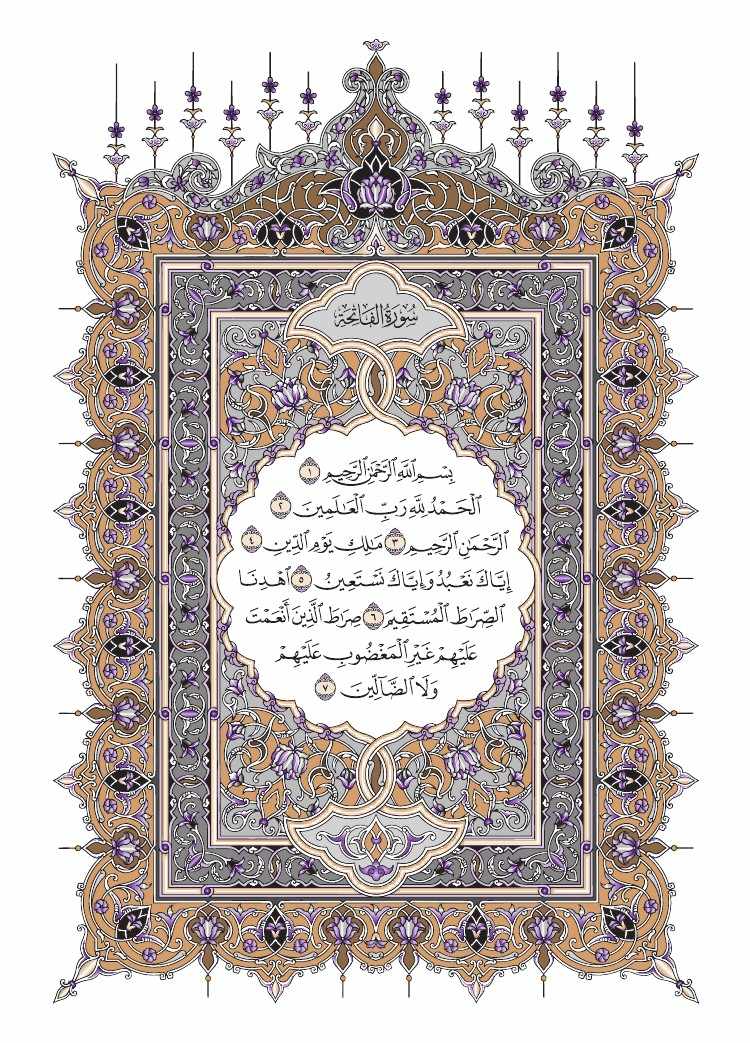 سُورَةُ الفَاتِحَةِ
بِسْمِ ٱللَّهِ ٱلرَّحْمَٰنِ ٱلرَّحِيمِ ١
ٱلْحَمْدُ لِلَّهِ رَبِّ ٱلْعَٰلَمِينَ ٢
ٱلرَّحْمَٰنِ ٱلرَّحِيمِ ٣ مَٰلِكِ يَوْمِ ٱلدِّينِ ٤
إِيَّاكَ نَعْبُدُ وَإِيَّاكَ نَسْتَعِينُ ٥ ٱهْدِنَا
ٱلصِّرَٰطَ ٱلْمُسْتَقِيمَ ٦ صِرَٰطَ ٱلَّذِينَ أَنْعَمْتَ
عَلَيْهِمْ غَيْرِ ٱلْمَغْضُوبِ عَلَيْهِمْ
وَلَا ٱلضَّآلِّينَ ٧